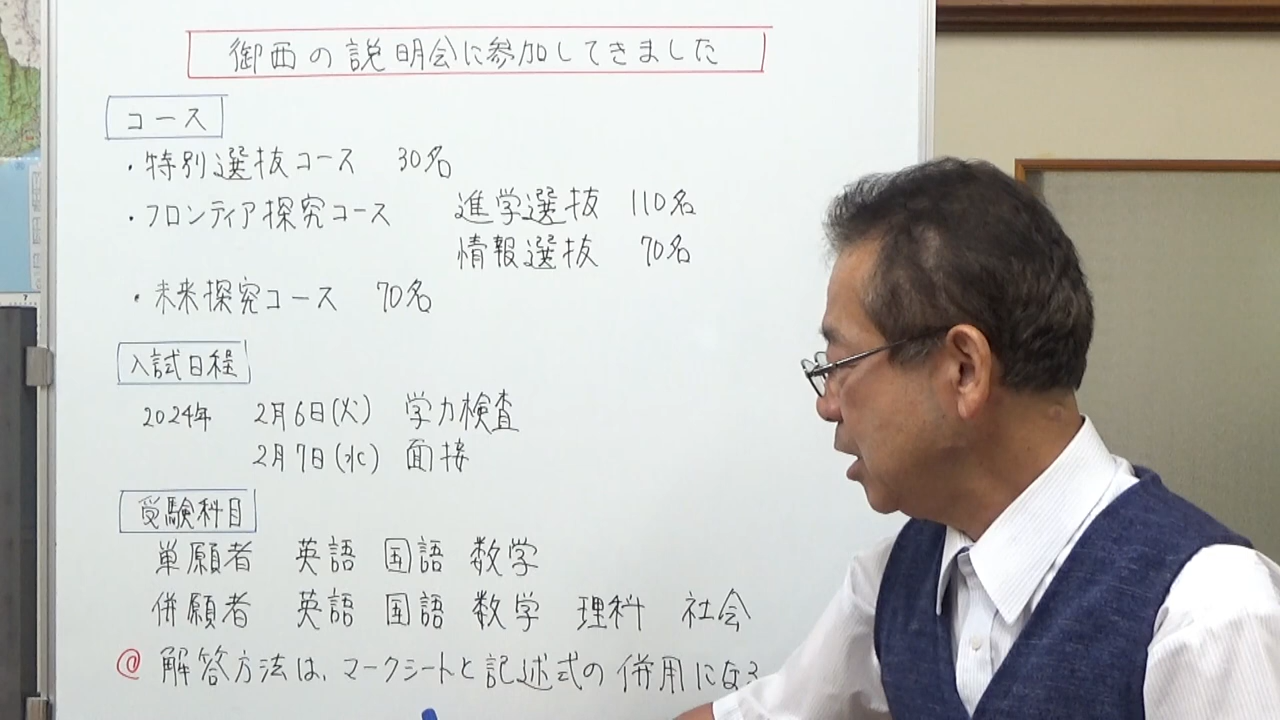 御西の説明会に参加してきました
コース
・特別選抜コース 30名
・フロンティア探究コース 進学選抜 110名
情報選抜 70名
・未来探究コース 70名
入試日程
2024年 2月6日(火) 学力検査
2月7日(水) 面接
受験科目
単願者 英語 国語 数学
併願者 英語 国語 数学 理科 社会
@ 解答方法は、マークシートと記述式の併用になる